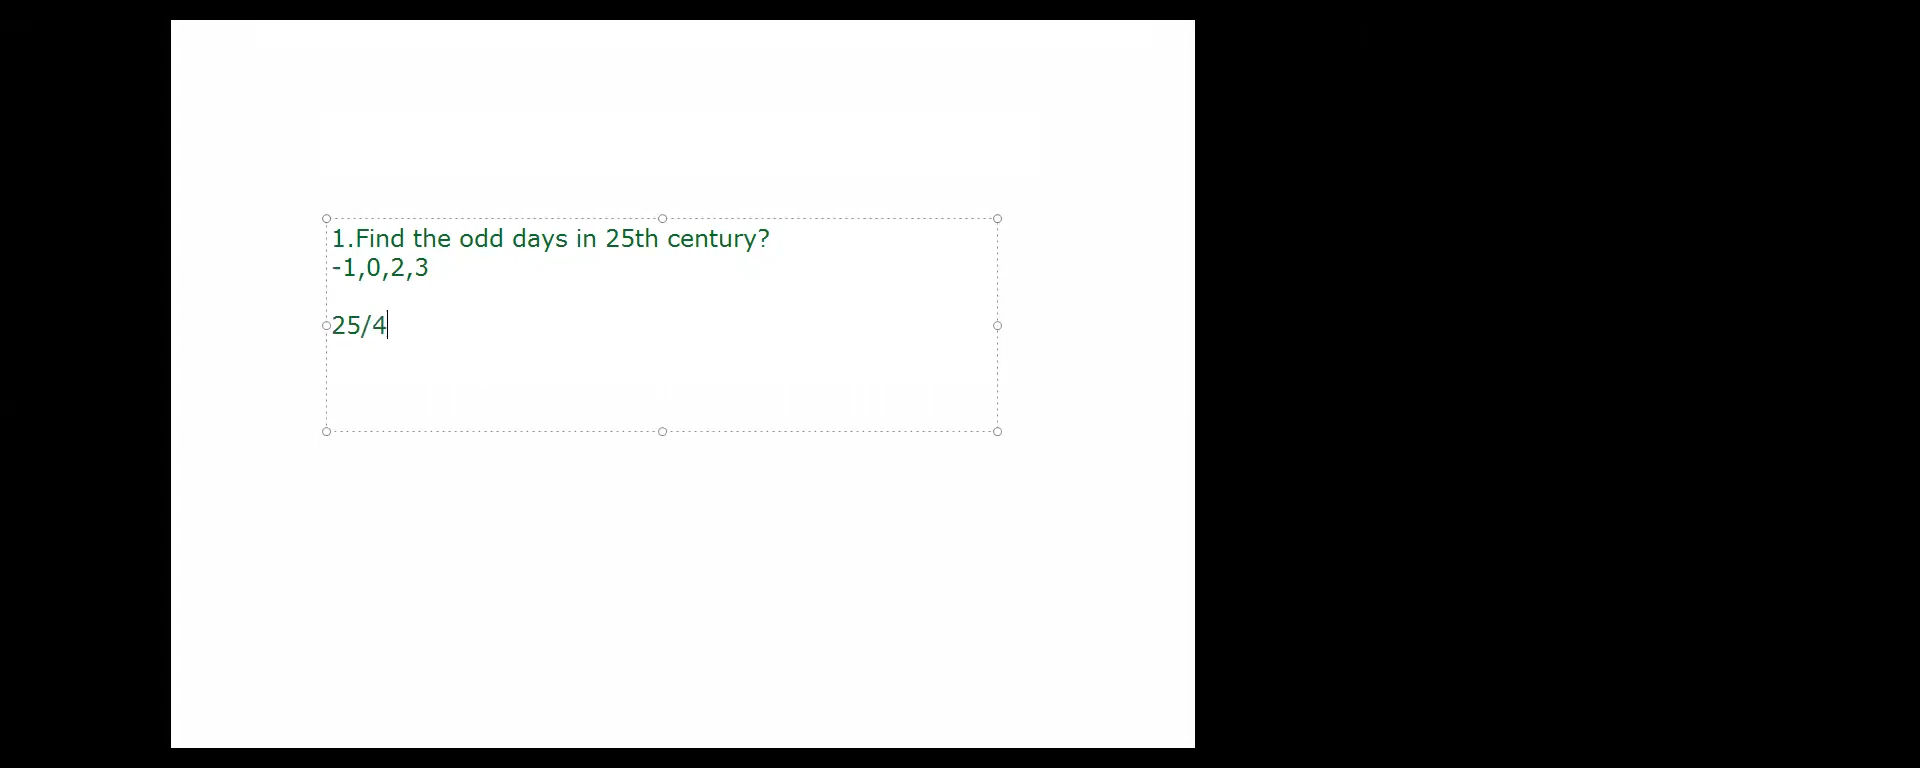 1.Find the odd days in 25th century?
-1,0,2,3
25/4